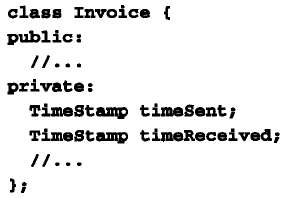 class Invoice {
public:
  //...
private:
  TimeStamp timeSent;
  TimeStamp timeReceived;
  //...
};